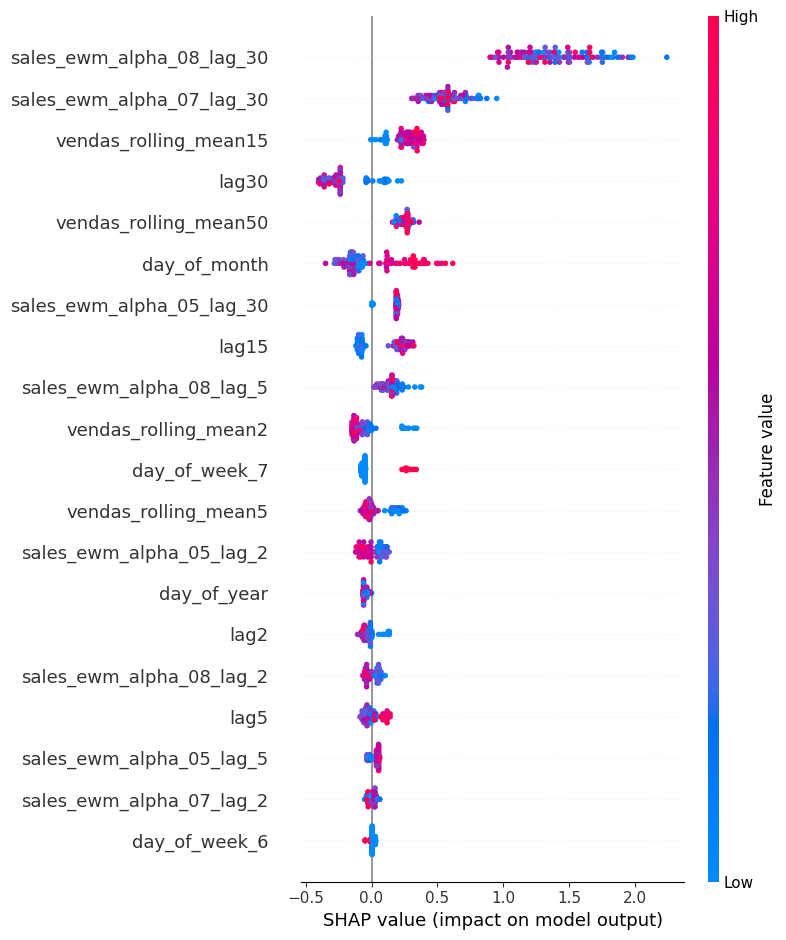 High
sales_ewm_alpha_08_lag_30
sales_ewm_alpha_07_lag_30
vendas_rolling_mean15
lag30
vendas_rolling_mean50
day_of_month
sales_ewm_alpha_05_lag_30
lag15
sales_ewm_alpha_08_lag_5
vendas_rolling_mean2
day_of_week_7
vendas_rolling_mean5
sales_ewm_alpha_05_lag_2
day_of_year
lag2
sales_ewm_alpha_08_lag_2
lag5
sales_ewm_alpha_05_lag_5
sales_ewm_alpha_07_lag_2
day_of_week_6
Feature value
Low
−0.5 0.0 0.5 1.0 1.5 2.0
SHAP value (impact on model output)